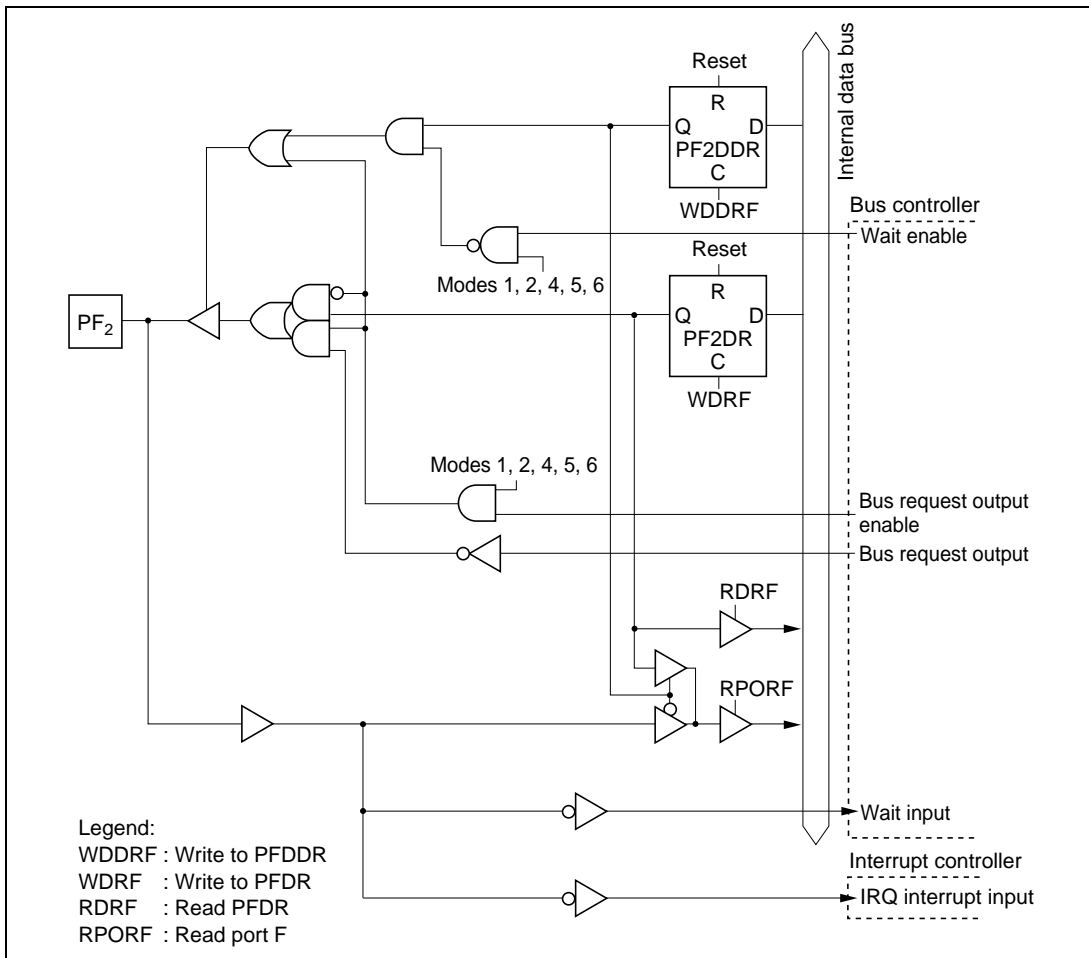 Reset
R
Q D
PF2DDR
C
WDDRF
Internal data bus
Bus controller
Wait enable
Modes 1, 2, 4, 5, 6
Reset
R
Q D
PF2DR
C
WDRF
PF2
Modes 1, 2, 4, 5, 6
Bus request output
enable
Bus request output
RDRF
RPORF
Wait input
Legend:
WDDRF : Write to PFDDR
WDRF : Write to PFDR
RDRF : Read PFDR
RPORF : Read port F
Interrupt controller
IRQ interrupt input